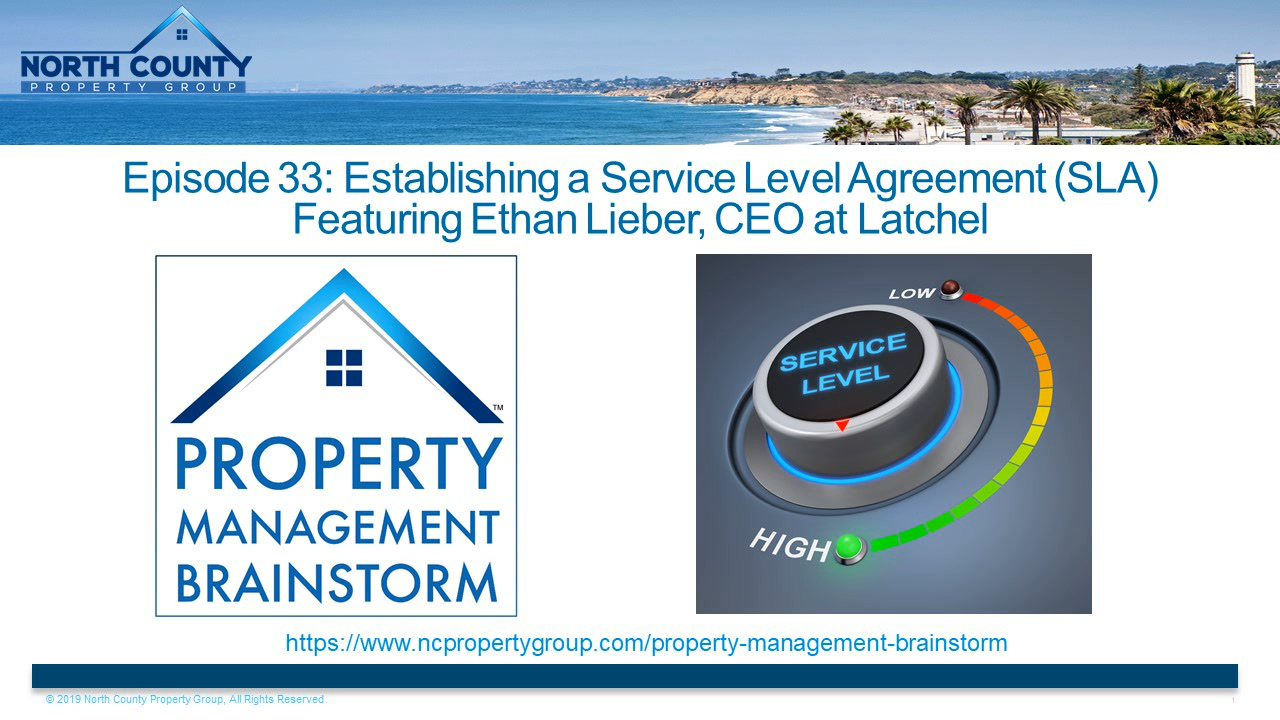 NORTH COUNTY
PROPERTY GROUP
Episode 33: Establishing a Service Level Agreement (SLA)
Featuring Ethan Lieber, CEO at Latchel
™
PROPERTY
MANAGEMENT
BRAINSTORM
LOW
SERVICE
LEVEL
HIGH
https://www.ncpropertygroup.com/property-management-brainstorm
© 2019 North County Property Group, All Rights Reserved.
1